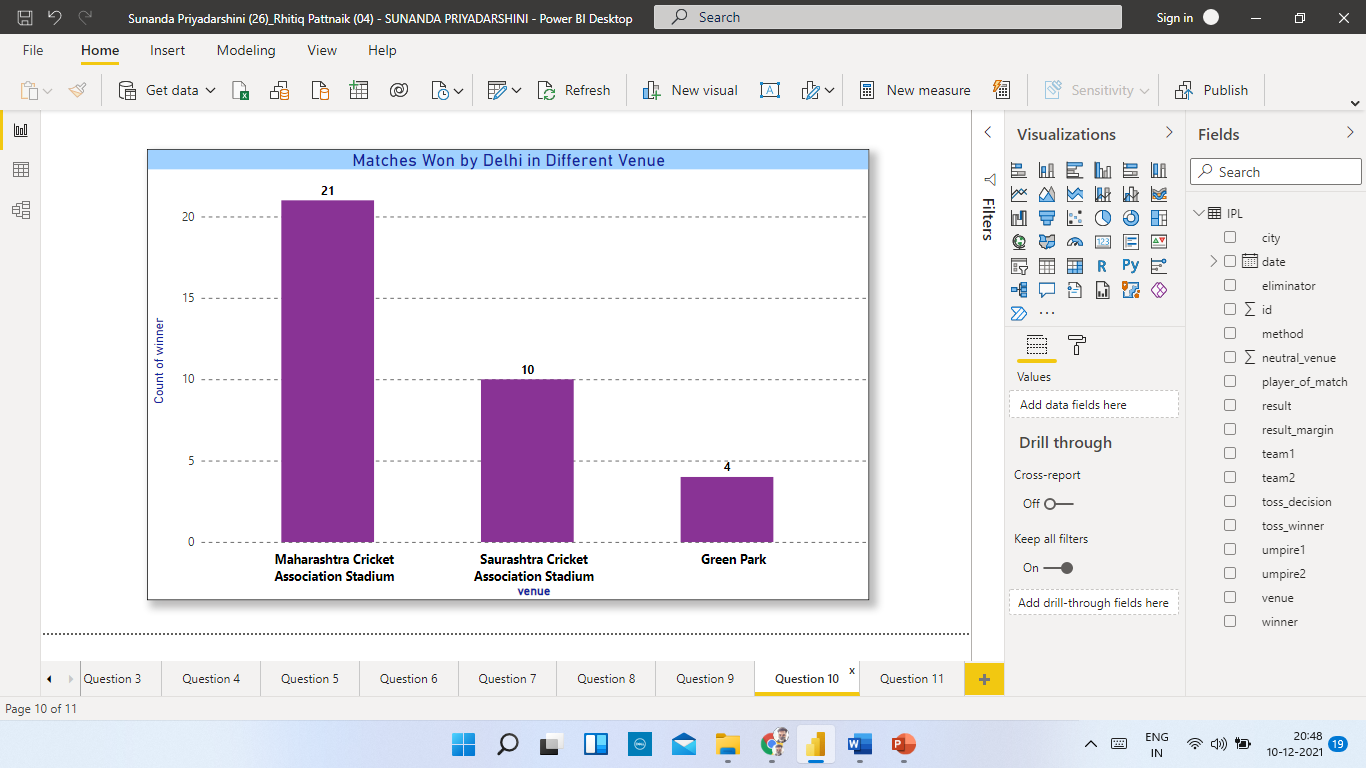 Sunanda Priyadarshini (26)_Rhitiq Pattnaik (04) - SUNANDA PRIYADARSHINI - Power BI Desktop
Search
Sign in
File
Home
Insert
Modeling
View
Help
Get data
Refresh
New visual
New measure
Sensitivity
Publish
Matches Won by Delhi in Different Venue
Count of winner
20
15
10
5
0
21
10
4
Maharashtra Cricket
Association Stadium
Saurashtra Cricket
Association Stadium
Green Park
venue
Filters
Visualizations
123
R
Py
Values
Add data fields here
Drill through
Cross-report
Off
Keep all filters
On
Add drill-through fields here
Fields
Search
IPL
city
date
eliminator
id
method
neutral_venue
player_of_match
result
result_margin
team1
team2
toss_decision
toss_winner
umpire1
umpire2
venue
winner
Question 3
Question 4
Question 5
Question 6
Question 7
Question 8
Question 9
Question 10
x
Question 11
Page 10 of 11
ENG
IN
20:48
10-12-2021
19